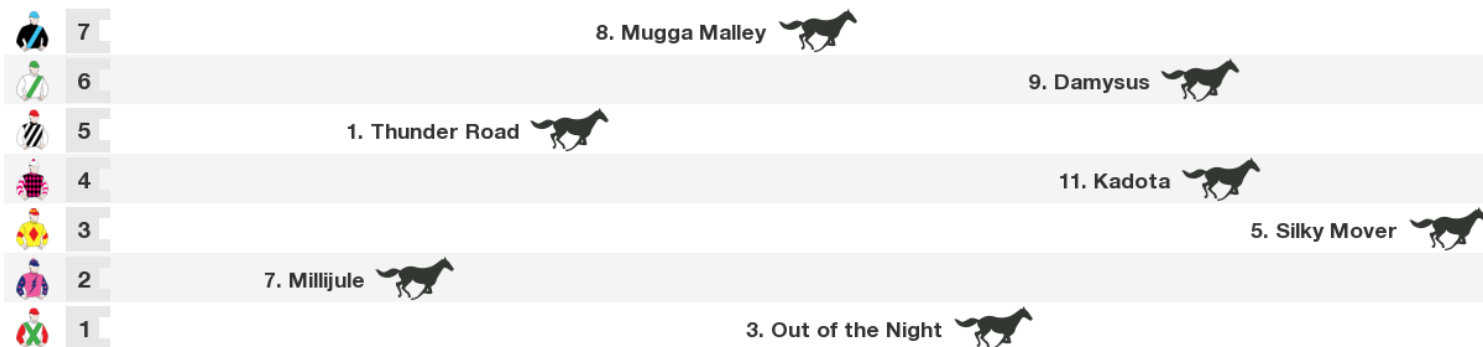 7 8. Mugga Malley
6 9. Damysus
5 1. Thunder Road
4 11. Kadota
3 5. Silky Mover
2 7. Millijule
1 3. Out of the Night